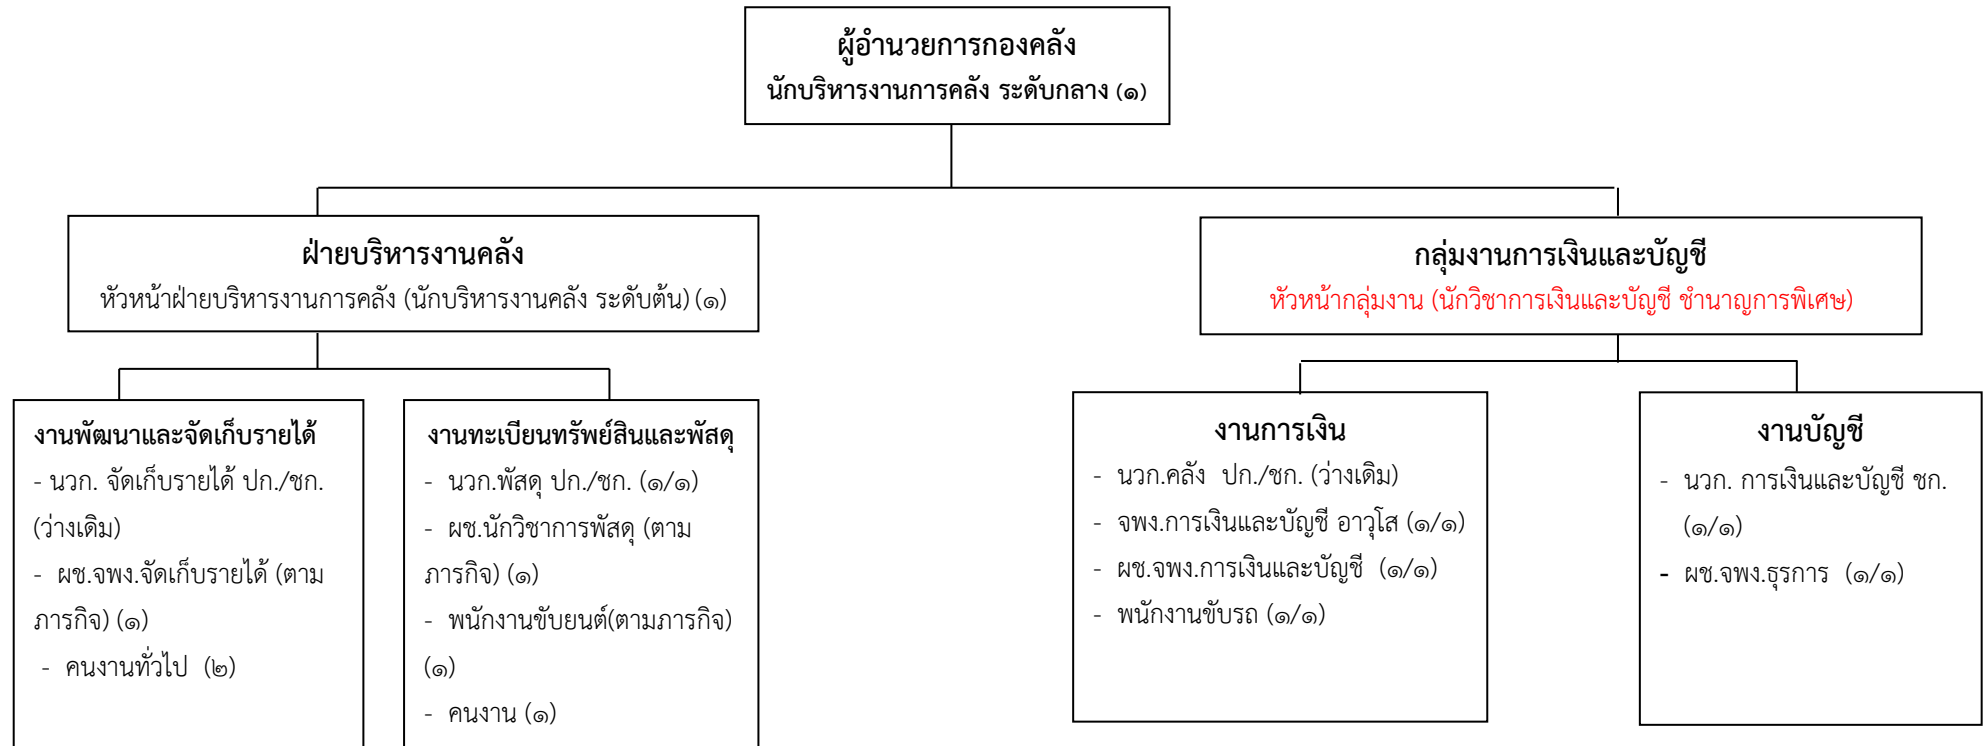 ผู้อำนวยการกองคลัง
นักบริหารงานการคลัง ระดับกลาง (๑)
ฝ่ายบริหารงานคลัง
หัวหน้าฝ่ายบริหารงานการคลัง (นักบริหารงานคลัง ระดับต้น) (๑)
กลุ่มงานการเงินและบัญชี
หัวหน้ากลุ่มงาน (นักวิชาการเงินและบัญชี ชำนาญการพิเศษ)
งานพัฒนาและจัดเก็บรายได้
- นวก. จัดเก็บรายได้ ปก./ชก.
(ว่างเดิม)
- ผช.จพง.จัดเก็บรายได้ (ตาม
ภารกิจ) (๑)
- คนงานทั่วไป (๒)
งานทะเบียนทรัพย์สินและพัสดุ
- นวก.พัสดุ ปก./ชก. (๑/๑)
- ผช.นักวิชาการพัสดุ (ตาม
ภารกิจ) (๑)
- พนักงานขับยนต์(ตามภารกิจ)
(๑)
- คนงาน (๑)
งานการเงิน
- นวก.คลัง ปก./ชก. (ว่างเดิม)
- จพง.การเงินและบัญชี อาวุโส (๑/๑)
- ผช.จพง.การเงินและบัญชี (๑/๑)
- พนักงานขับรถ (๑/๑)
งานบัญชี
- นวก. การเงินและบัญชี ชก.
(๑/๑)
- ผช.จพง.ธุรการ (๑/๑)